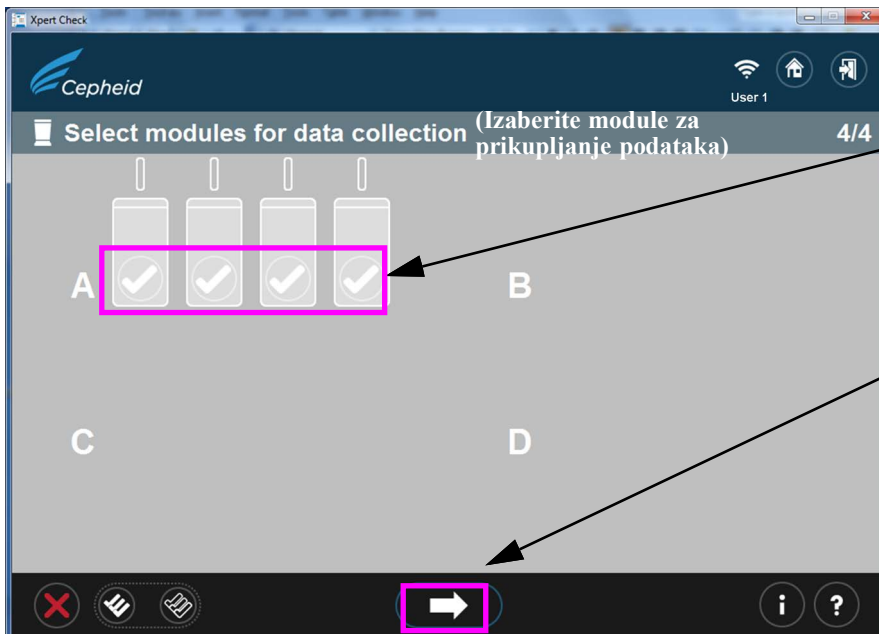 Xpert Check
Cepheid
User 1
Select modules for data collection (Izaberite module za
prikupljanje podataka)
4/4
A
B
C
D
i
?